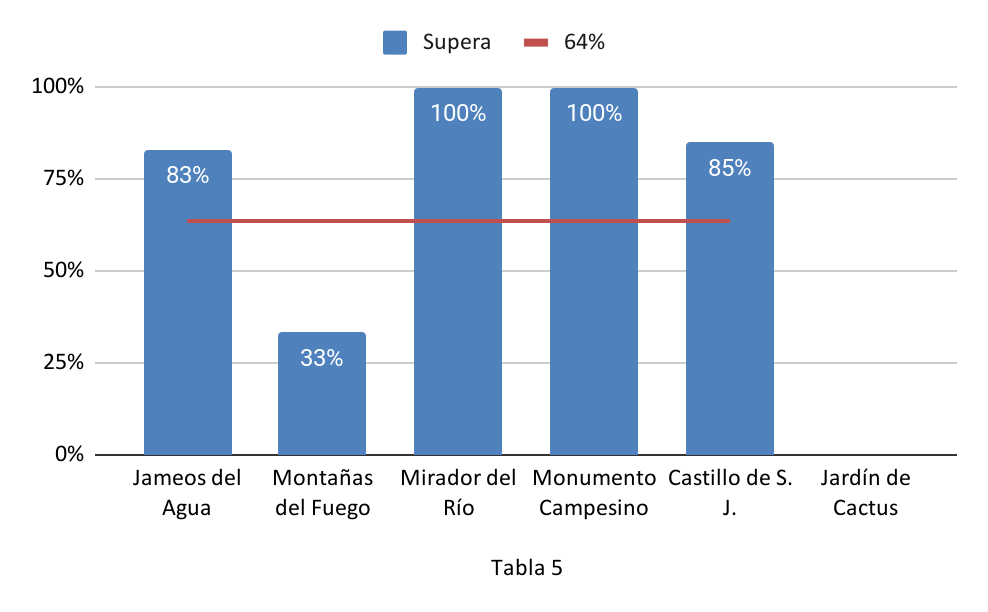 Supera 64%
100%
75%
50%
25%
0%
83%
33%
100%
100%
85%
Jameos del Agua
Montañas del Fuego
Mirador del Río
Monumento Campesino
Castillo de S. J.
Jardín de Cactus
Tabla 5